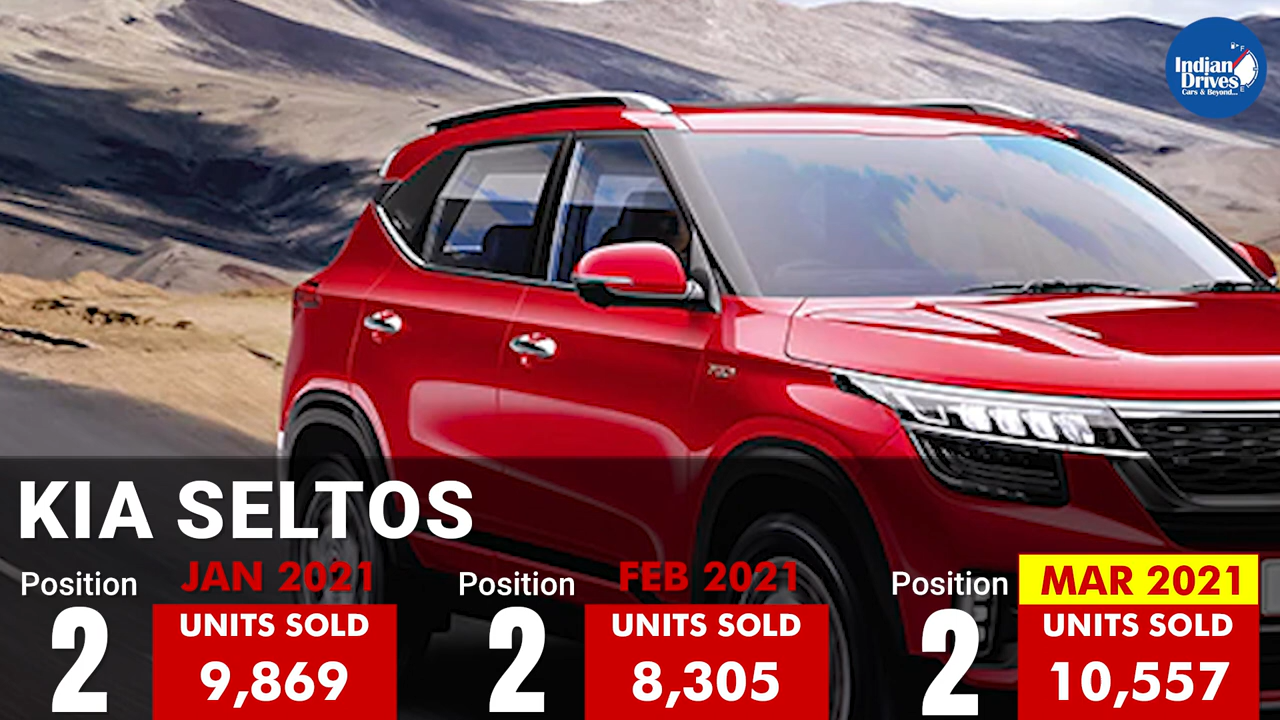 Indian
Drives
Cars & Beyond...
KIA SELTOS
Position
2
JAN 2021
UNITS SOLD
9,869
Position
2
FEB 2021
UNITS SOLD
8,305
Position
2
MAR 2021
UNITS SOLD
10,557